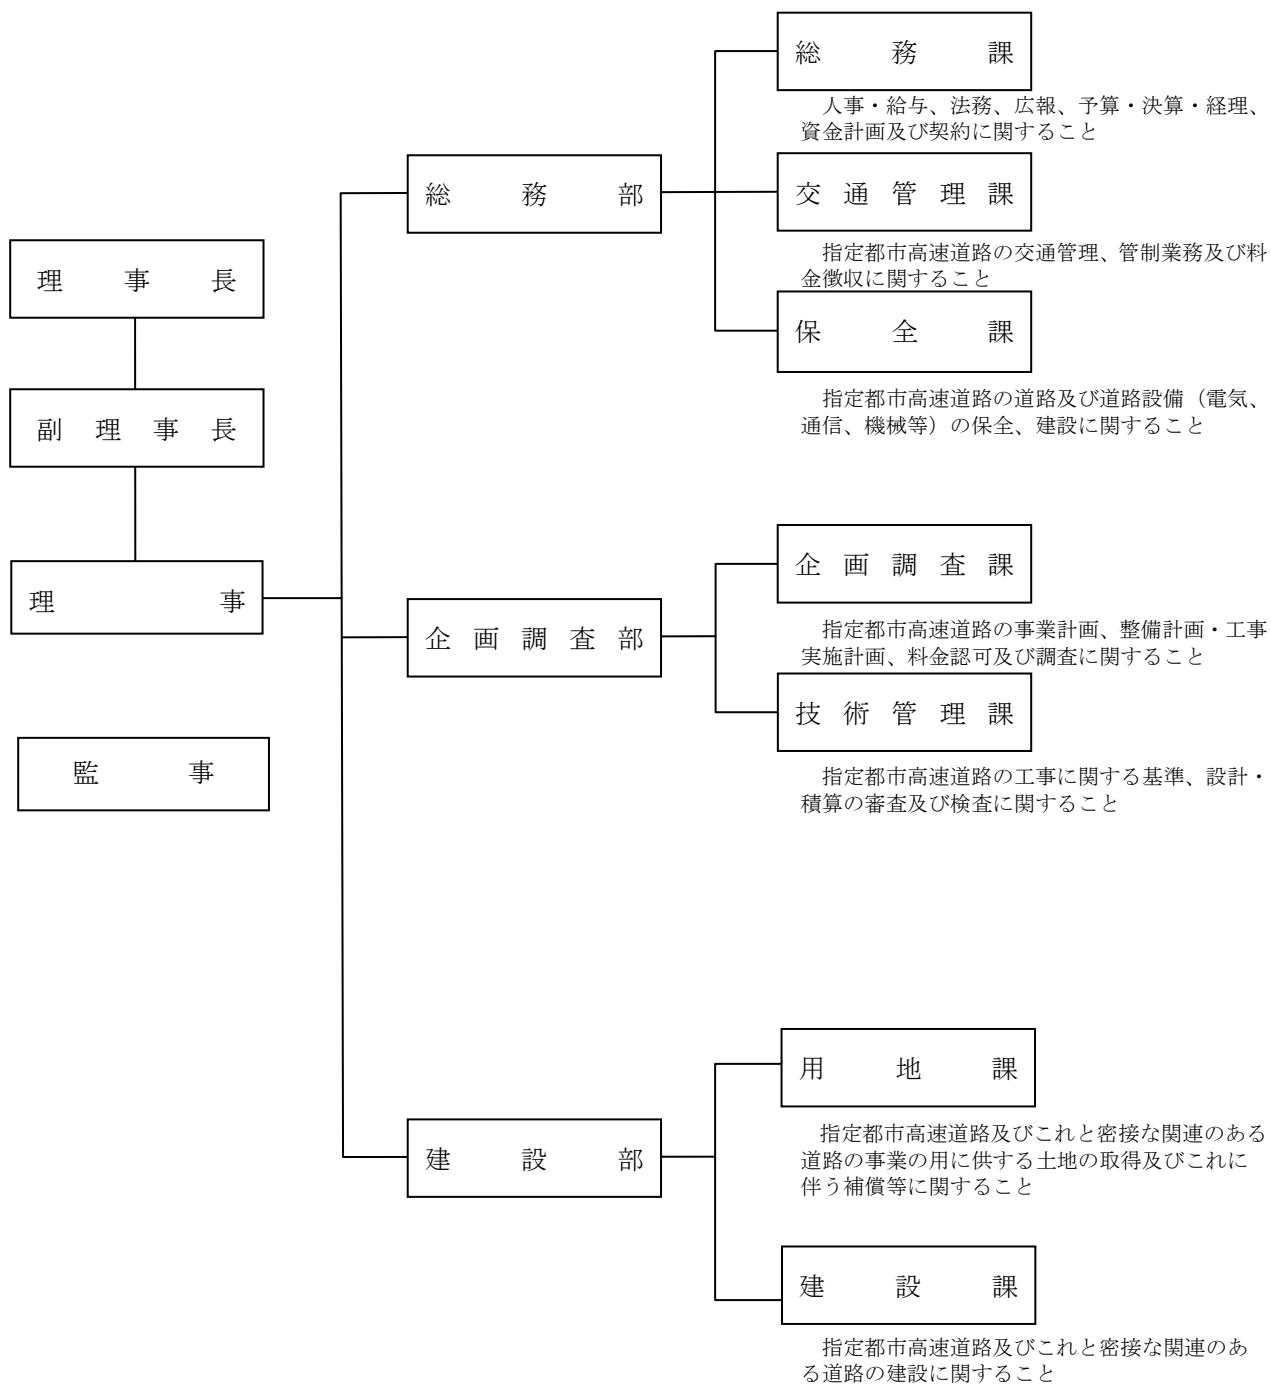 理事長
副理事長
理事
監事
総務部
総務課
人事・給与、法務、広報、予算・決算・経理、
資金計画及び契約に関すること
交通管理課
指定都市高速道路の交通管理、管制業務及び料
金徴収に関すること
保全課
指定都市高速道路の道路及び道路設備（電気、
通信、機械等）の保全、建設に関すること
企画調査部
企画調査課
指定都市高速道路の事業計画、整備計画・工事
実施計画、料金認可及び調査に関すること
技術管理課
指定都市高速道路の工事に関する基準、設計・
積算の審査及び検査に関すること
建設部
用地課
指定都市高速道路及びこれと密接な関連のある
道路の事業の用に供する土地の取得及びこれに
伴う補償等に関すること
建設課
指定都市高速道路及びこれと密接な関連のあ
る道路の建設に関すること